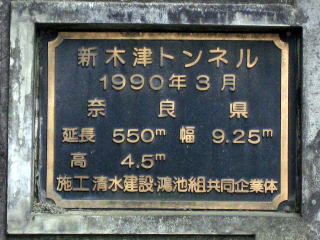 新木津トンネル
1990年3月
奈良県
延長 550m 幅 9.25m
高 4.5m
施工 清水建設・鴻池組共同企業体